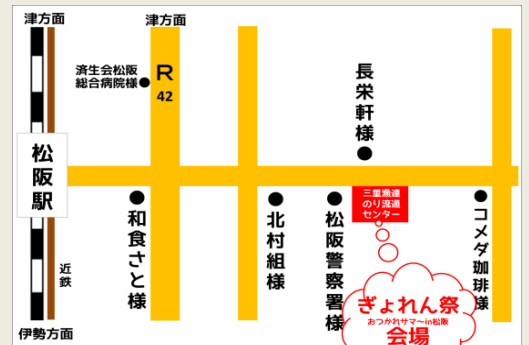 津方面
津方面
済生会松阪
総合病院様
R
42
長栄軒様
松阪駅
三重漁連
のり流通
センター
和食さと様
北村組様
松阪警察署様
コメダ珈琲様
近鉄
ぎょれん祭
おつかれサマ～in松阪
会場
伊勢方面